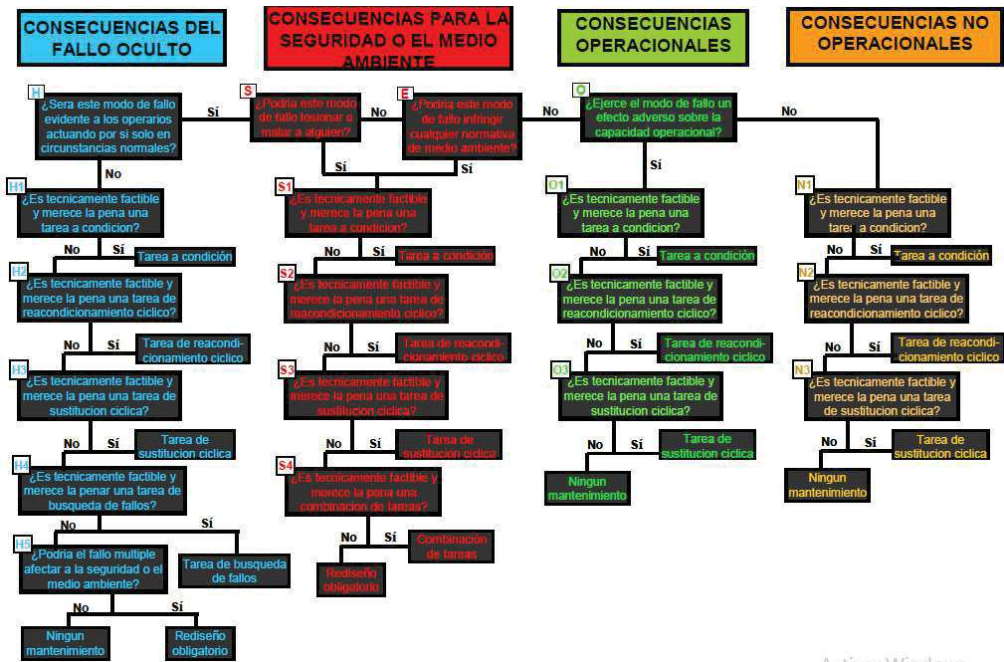 CONSECUENCIAS DEL
FALLO OCULTO
CONSECUENCIAS PARA LA
SEGURIDAD O EL MEDIO
AMBIENTE
CONSECUENCIAS
OPERACIONALES
CONSECUENCIAS NO
OPERACIONALES
H
¿Sera este modo de fallo
evidente a los operarios
actuando por si solo en
circunstancias normales?
Sí
No
S
¿Podria este modo
de fallo lesionar o
matar a alguien?
No
Sí
E
¿Podria este modo
de fallo infringir
cualquier normativa
de medio ambiente?
No
Sí
O
¿Ejerce el modo de fallo un
efecto adverso sobre la
capacidad operacional?
No
Sí
H1
¿Es tecnicamente factible
y merece la pena una
tarea a condicion?
No
Sí
Tarea a condición
H2
¿Es tecnicamente factible y
merece la pena una tarea de
reacondicionamiento ciclico?
No
Sí
Tarea de reacondi-
cionamiento ciclico
H3
¿Es tecnicamente factible y
merece la pena una tarea de
sustitucion ciclica?
No
Sí
Tarea de
sustitucion ciclica
H4
¿Es tecnicamente factible y
merece la penar una tarea de
busqueda de fallos?
No
Sí
Tarea de busqueda
de fallos
H5
¿Podria el fallo multiple
afectar a la seguridad o el
medio ambiente?
No
Sí
Ningun
mantenimiento
Rediseño
obligatorio
S1
¿Es tecnicamente factible
y merece la pena una
tarea a condicion?
No
Sí
Tarea a condición
S2
¿Es tecnicamente factible y
merece la pena una tarea de
reacondicionamiento ciclico?
No
Sí
Tarea de reacondi-
cionamiento ciclico
S3
¿Es tecnicamente factible y
merece la pena una tarea de
sustitucion ciclica?
No
Sí
Tarea de
sustitucion ciclica
S4
¿Es tecnicamente factible y
merece la pena una
combinacion de tareas?
No
Sí
Combinación
de tareas
Rediseño
obligatorio
O1
¿Es tecnicamente factible
y merece la pena una
tarea a condicion?
No
Sí
Tarea a condición
O2
¿Es tecnicamente factible y
merece la pena una tarea de
reacondicionamiento ciclico?
No
Sí
Tarea de reacondi-
cionamiento ciclico
O3
¿Es tecnicamente factible y
merece la pena una tarea de
sustitucion ciclica?
No
Sí
Tarea de
sustitucion ciclica
Ningun
mantenimiento
N1
¿Es tecnicamente factible
y merece la pena una
tarea a condicion?
No
Sí
Tarea a condición
N2
¿Es tecnicamente factible y
merece la pena una tarea de
reacondicionamiento ciclico?
No
Sí
Tarea de reacondi-
cionamiento ciclico
N3
¿Es tecnicamente factible y
merece la pena una tarea
de sustitucion ciclica?
No
Sí
Tarea de
sustitucion ciclica
Ningun
mantenimiento